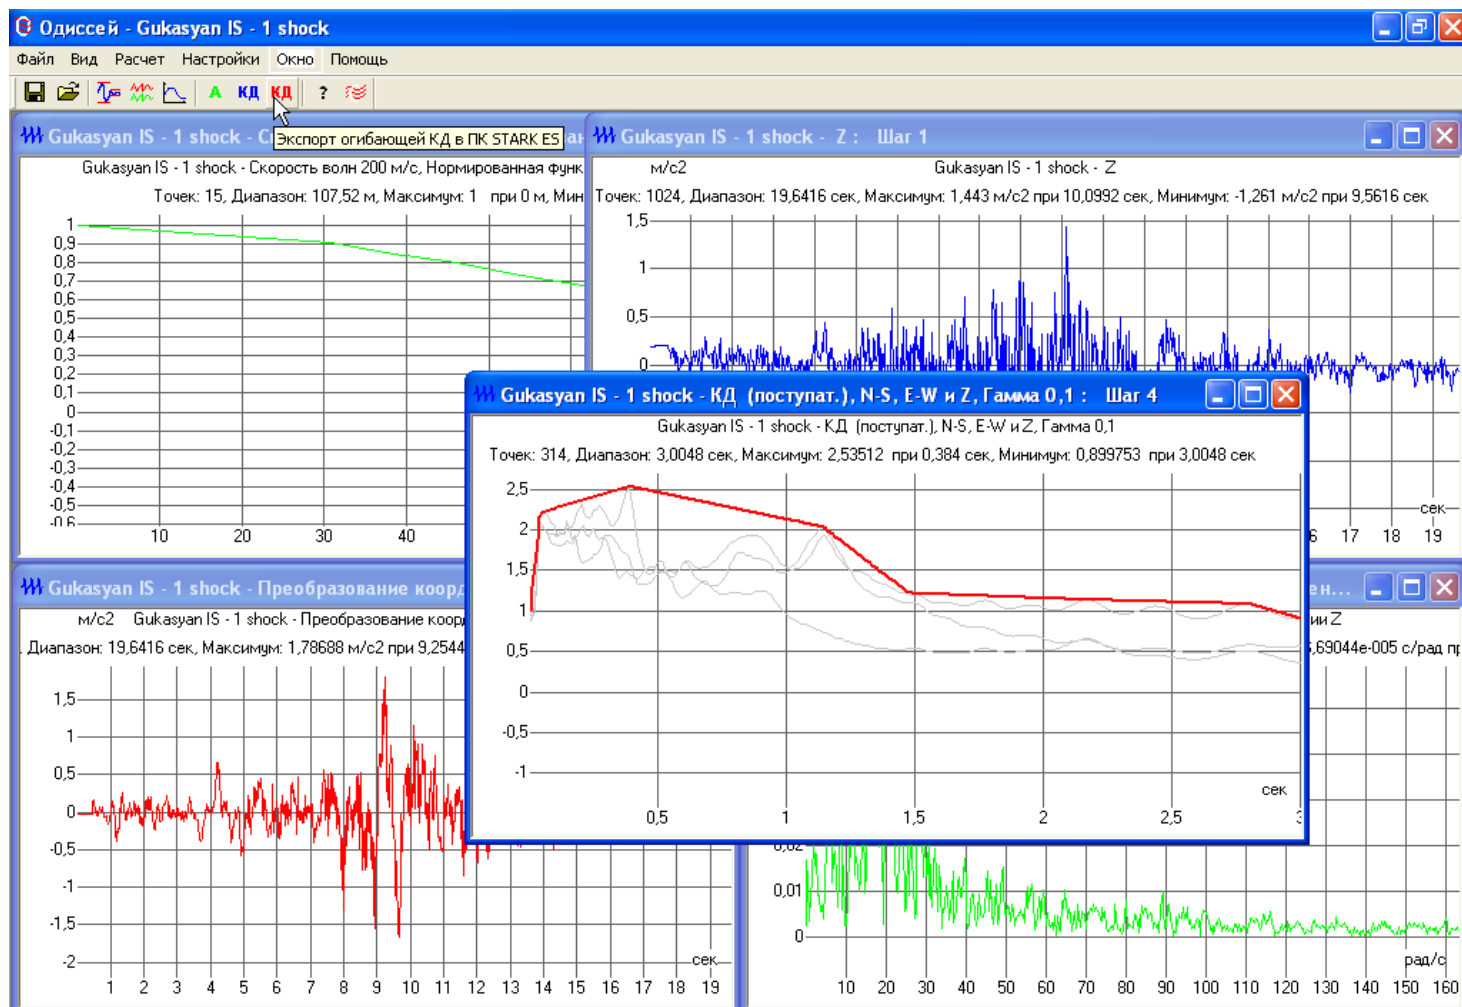 Одиссей - Gukasyan IS - 1 shock
Файл Вид Расчет Настройки Окно Помощь
А КД КД ?
Экспорт огибающей КД в ПК STARK ES
Gukasyan IS - 1 shock - С
Gukasyan IS - 1 shock - Скорость волн 200 м/с, Нормированная функ
Точек: 15, Диапазон: 107,52 м, Максимум: 1 при 0 м, Мин
1
0,9
0,8
0,7
0,6
0,5
0,4
0,3
0,2
0,1
0
-0,1
-0,2
-0,3
-0,4
-0,5
-0,6
10 20 30 40
Gukasyan IS - 1 shock - Z : Шаг 1
м/с2 Gukasyan IS - 1 shock - Z
Точек: 1024, Диапазон: 19,6416 сек, Максимум: 1,443 м/с2 при 10,0992 сек, Минимум: -1,261 м/с2 при 9,5616 сек
1,5
1
0,5
0
сек
6 17 18 19
Gukasyan IS - 1 shock - КД (поступат.), N-S, E-W и Z, Гамма 0,1 : Шаг 4
Gukasyan IS - 1 shock - КД (поступат.), N-S, E-W и Z, Гамма 0,1
Точек: 314, Диапазон: 3,0048 сек, Максимум: 2,53512 при 0,384 сек, Минимум: 0,899753 при 3,0048 сек
2,5
2
1,5
1
0,5
0
-0,5
-1
сек
0,5 1 1,5 2 2,5 3
Gukasyan IS - 1 shock - Преобразование коорд
м/с2 Gukasyan IS - 1 shock - Преобразование коорд
. Диапазон: 19,6416 сек, Максимум: 1,78688 м/с2 при 9,2544
1,5
1
0,5
0
-0,5
-1
-1,5
-2
сек
1 2 3 4 5 6 7 8 9 10 11 12 13 14 15 16 17 18 19
ен...
ии Z
,69044e-005 с/рад пр
0,02
0,01
0
рад/с
10 20 30 40 50 60 70 80 90 100 110 120 130 140 150 160